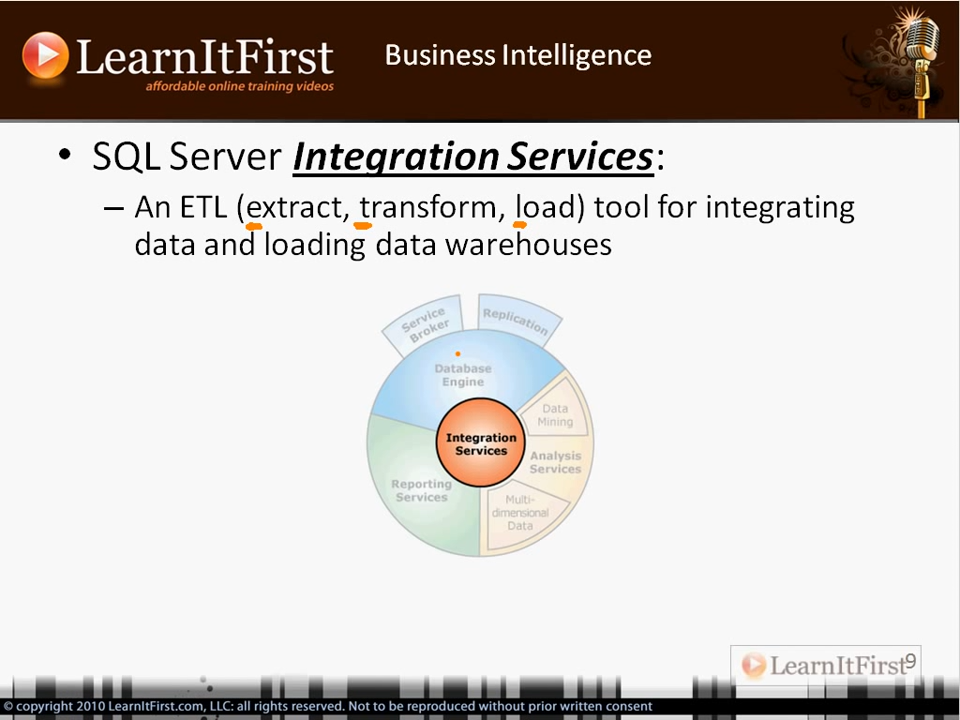 LearnItFirst
affordable online training videos
Business Intelligence
• SQL Server Integration Services:
– An ETL (extract, transform, load) tool for integrating
data and loading data warehouses
Service
Broker
Replication
Database
Engine
Data
Mining
Integration
Services
Analysis
Services
Reporting
Services
Multi-
dimensional
Data
LearnItFirst
9
© copyright 2010 LearnItFirst.com, LLC: all rights reserved. Not to be reproduced without prior written consent